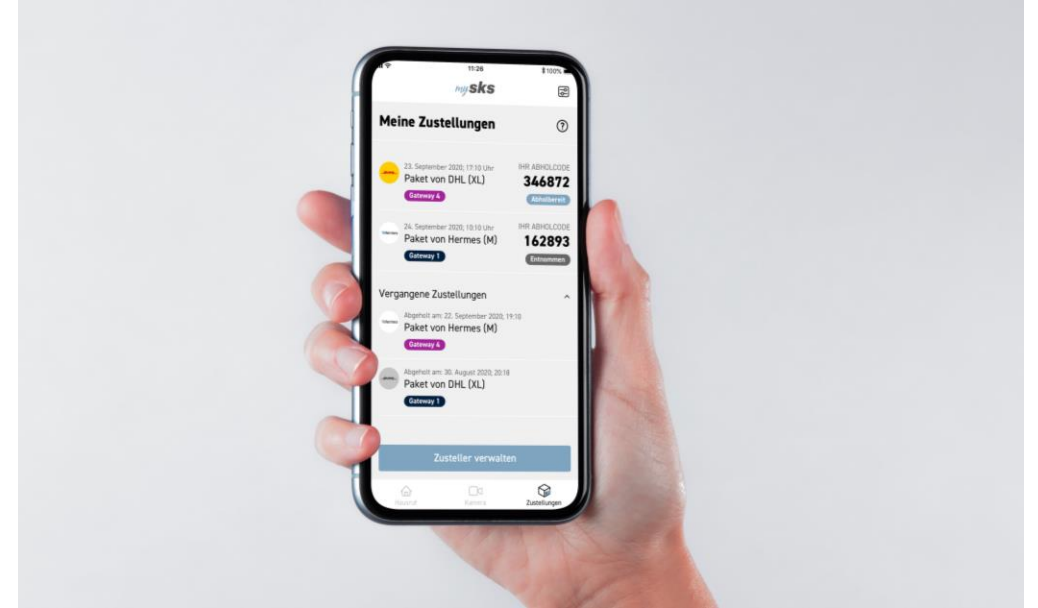 11:26
100%
mysks
Meine Zustellungen
?
23. September 2020; 17:10 Uhr
IHR ABHOLCODE
Paket von DHL (XL)
346872
Gateway 4
Abholbereit
24. September 2020; 10:10 Uhr
IHR ABHOLCODE
Paket von Hermes (M)
162893
Gateway 1
Entnommen
Vergangene Zustellungen
Abgeholt am: 22. September 2020; 19:10
Paket von Hermes (M)
Gateway 4
Abgeholt am: 30. August 2020; 20:18
Paket von DHL (XL)
Gateway 1
Zusteller verwalten
Kamera
Zustellungen